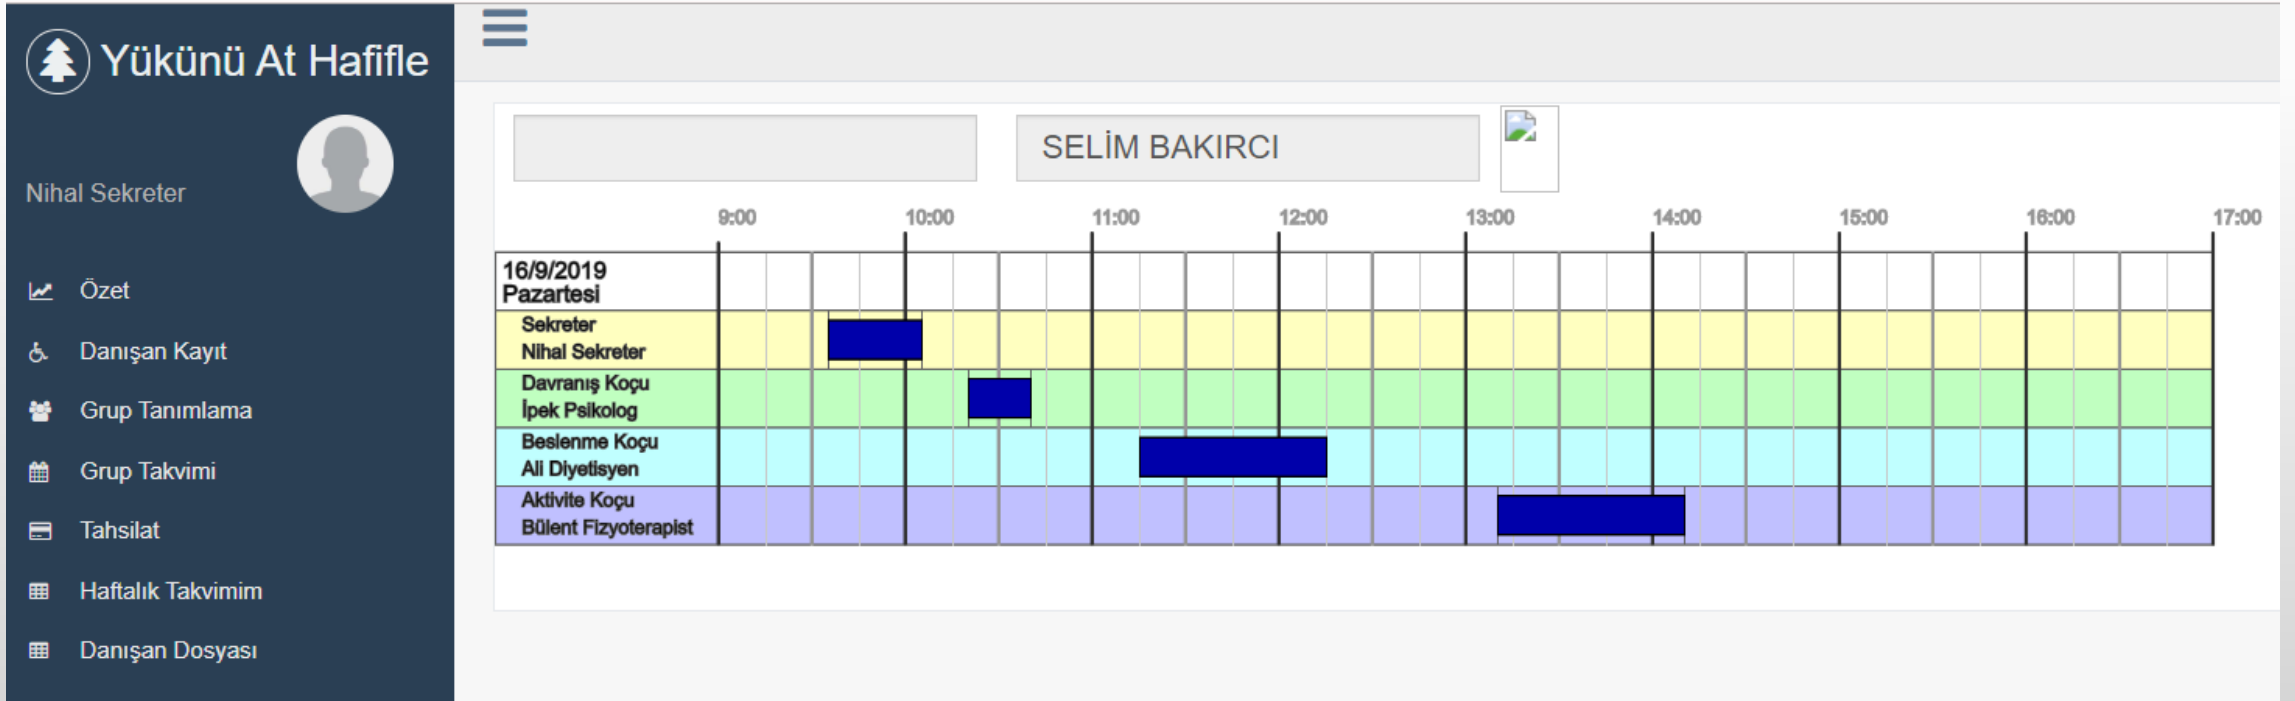 Yükünü At Hafifle
Nihal Sekreter
Özet
Danışan Kayıt
Grup Tanımlama
Grup Takvimi
Tahsilat
Haftalık Takvimim
Danışan Dosyası
SELİM BAKIRCI
9:00 10:00 11:00 12:00 13:00 14:00 15:00 16:00 17:00
16/9/2019
Pazartesi
Sekreter
Nihal Sekreter
Davranış Koçu
İpek Psikolog
Beslenme Koçu
Ali Diyetisyen
Aktivite Koçu
Bülent Fizyoterapist